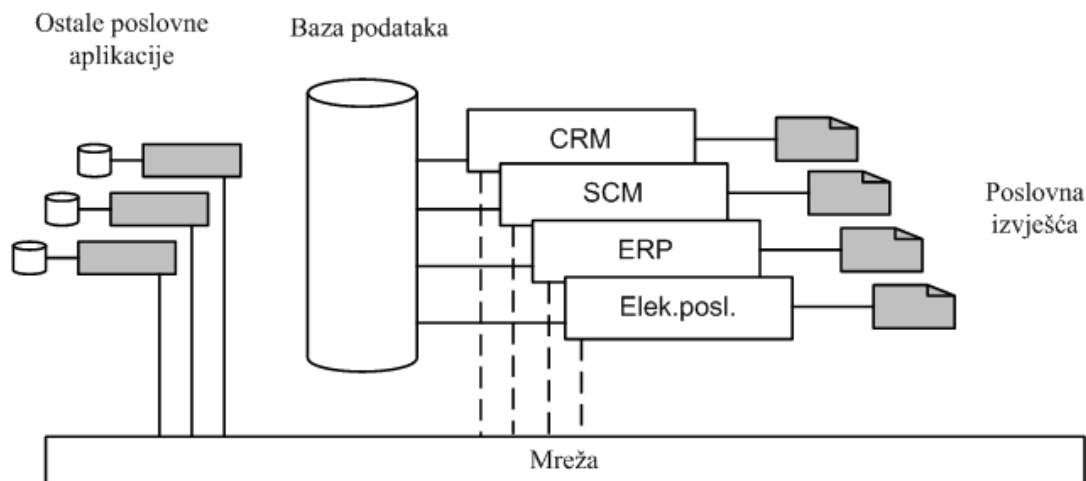 Ostale poslovne
aplikacije
Baza podataka
CRM
SCM
ERP
Elek.posl.
Poslovna
izvješća
Mreža